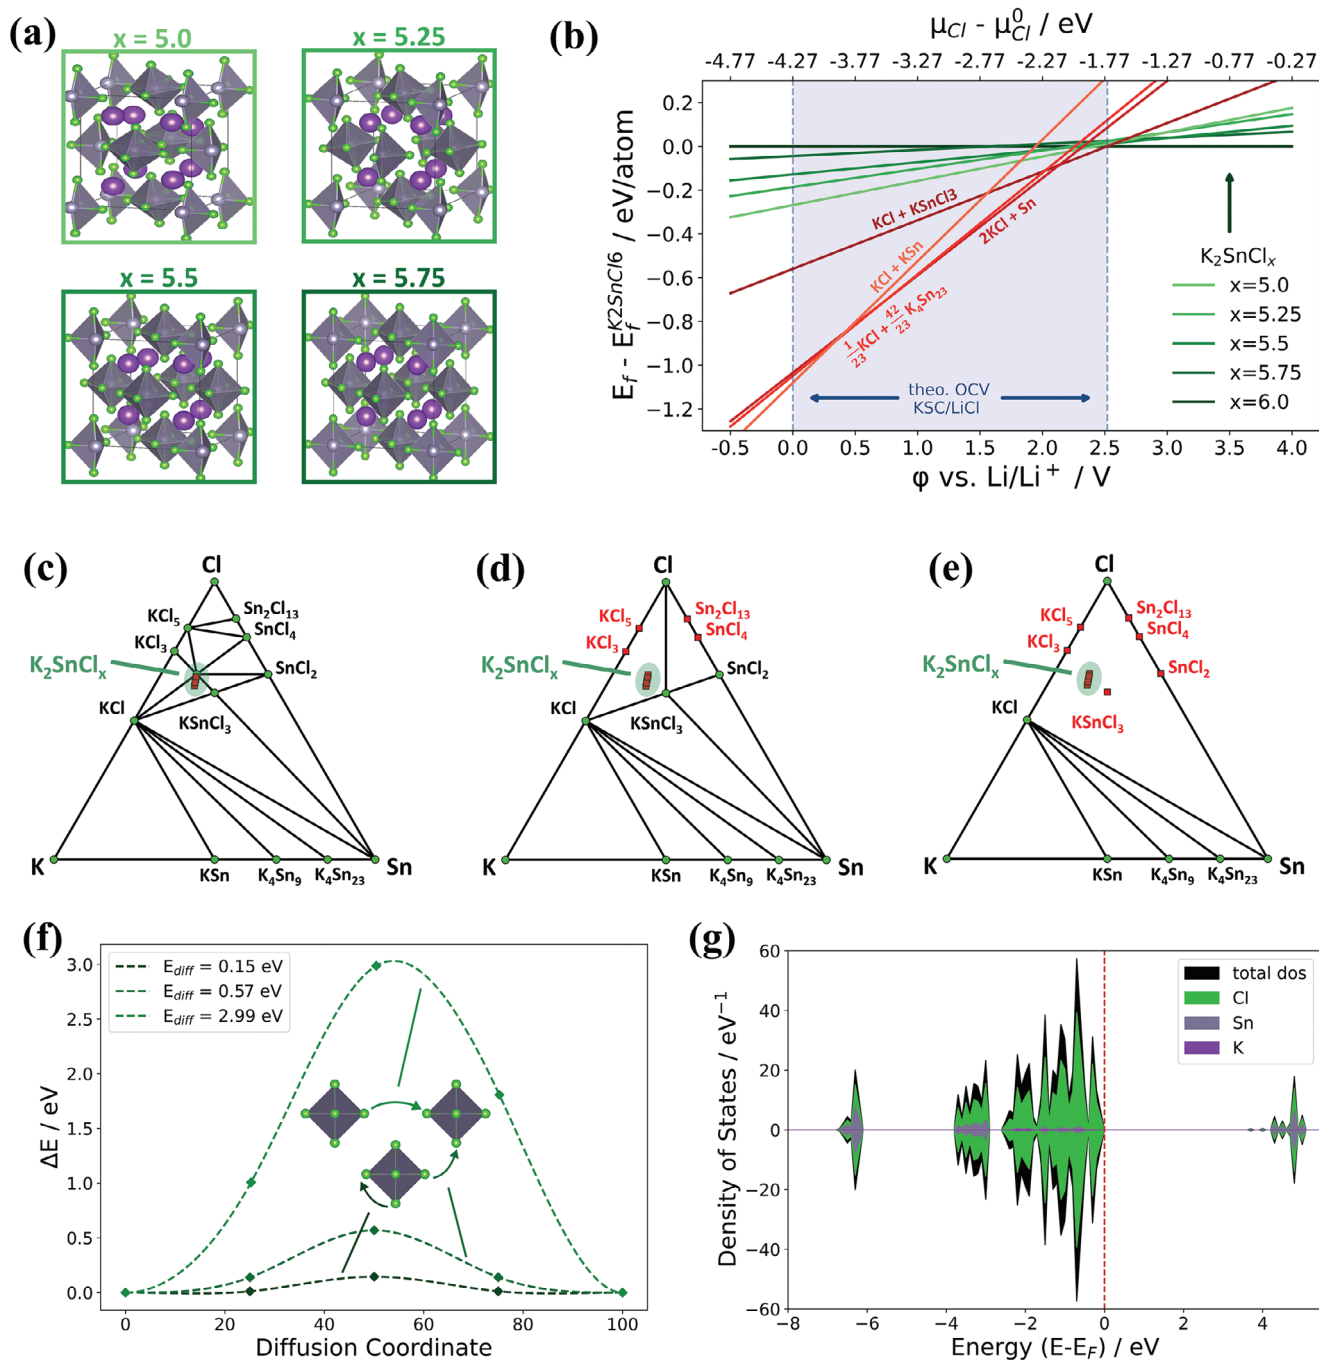 (a)
x = 5.0
x = 5.25
x = 5.5
x = 5.75
(b)
μ_Cl - μ⁰_Cl / eV
-4.77 -4.27 -3.77 -3.27 -2.77 -2.27 -1.77 -1.27 -0.77 -0.27
E_f - E_f^K2SnCl6 / eV/atom
0.2
0.0
−0.2
−0.4
−0.6
−0.8
−1.0
−1.2
KCl + KSnCl3
KCl + KSn
2KCl + Sn
1/23 KCl + 42/23 K₄Sn₂₃
theo. OCV
KSC/LiCl
K₂SnClₓ
x=5.0
x=5.25
x=5.5
x=5.75
x=6.0
-0.5 0.0 0.5 1.0 1.5 2.0 2.5 3.0 3.5 4.0
φ vs. Li/Li⁺ / V
(c)
Cl
KCl₅
Sn₂Cl₁₃
SnCl₄
KCl₃
K₂SnClₓ
SnCl₂
KCl
KSnCl₃
K
KSn
K₄Sn₉
K₄Sn₂₃
Sn
(d)
Cl
KCl₅
Sn₂Cl₁₃
SnCl₄
KCl₃
K₂SnClₓ
SnCl₂
KCl
KSnCl₃
K
KSn
K₄Sn₉
K₄Sn₂₃
Sn
(e)
Cl
KCl₅
Sn₂Cl₁₃
SnCl₄
KCl₃
K₂SnClₓ
SnCl₂
KCl
KSnCl₃
K
KSn
K₄Sn₉
K₄Sn₂₃
Sn
(f)
E_diff = 0.15 eV
E_diff = 0.57 eV
E_diff = 2.99 eV
ΔE / eV
3.0
2.5
2.0
1.5
1.0
0.5
0.0
0 20 40 60 80 100
Diffusion Coordinate
(g)
Density of States / eV⁻¹
60
40
20
0
−20
−40
−60
total dos
Cl
Sn
K
−8 −6 −4 −2 0 2 4
Energy (E-E_F) / eV